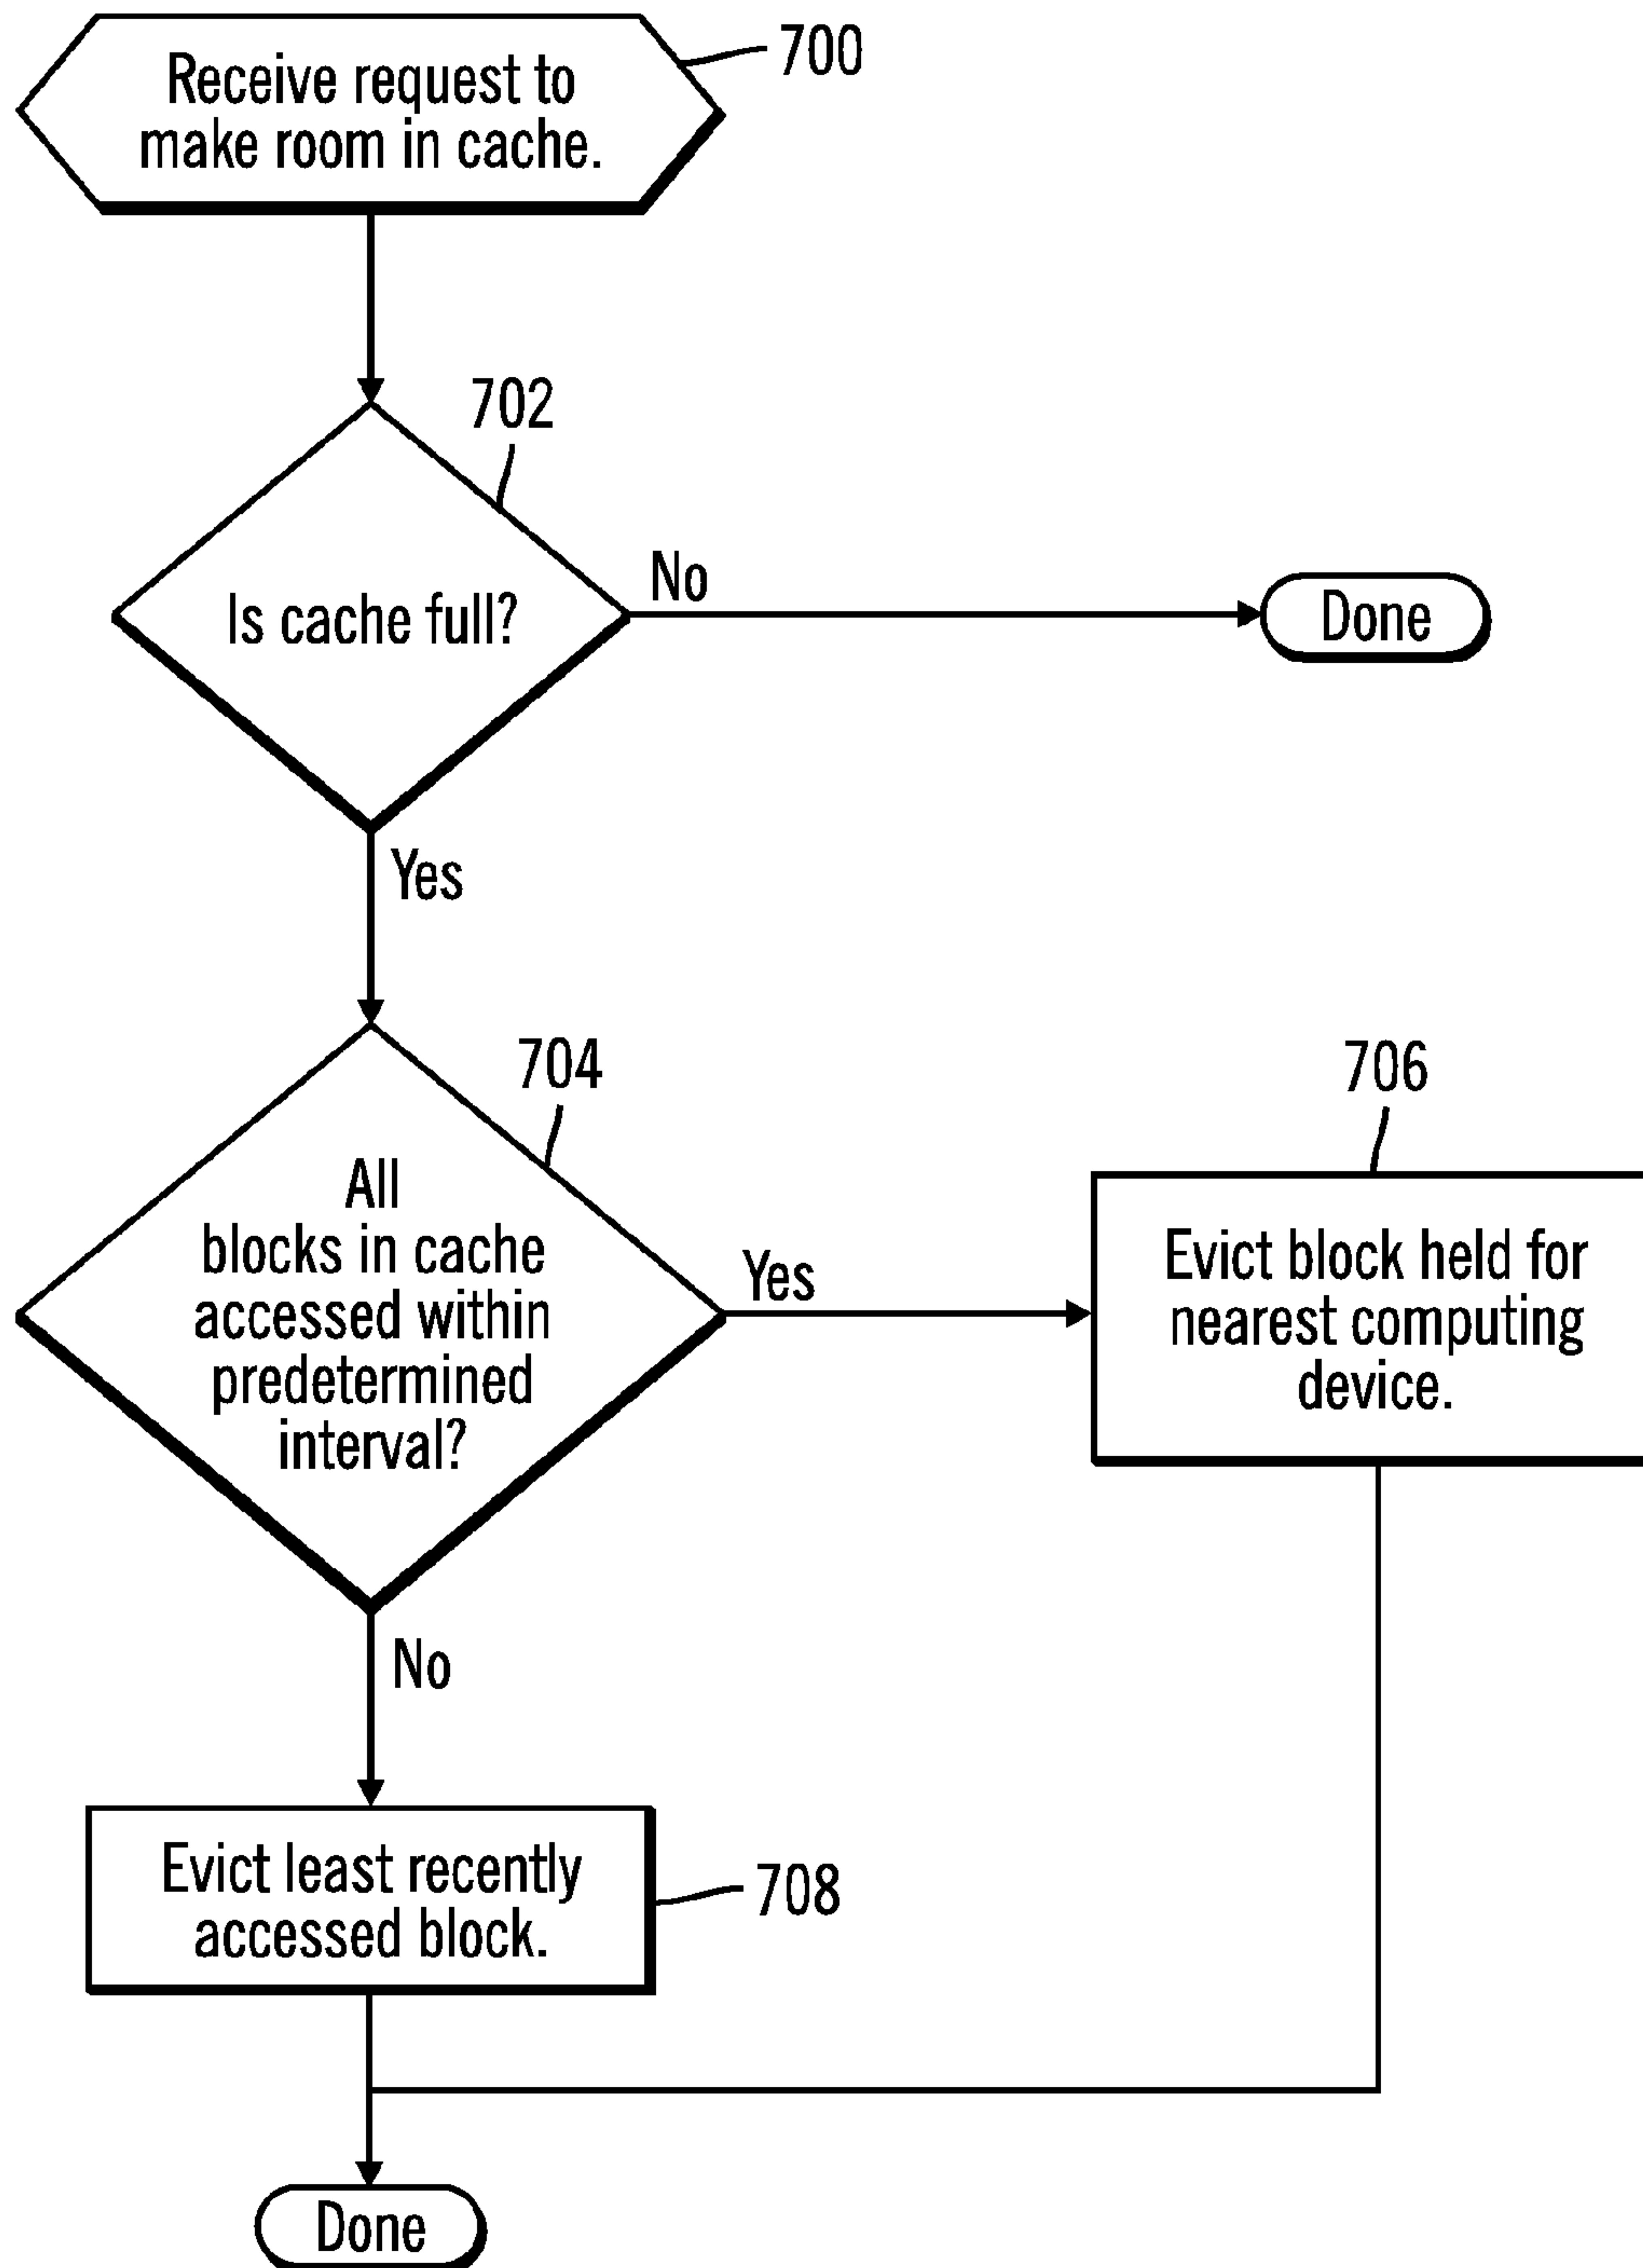 Receive request to
make room in cache.
700
702
Is cache full?
No
Done
Yes
704
All
blocks in cache
accessed within
predetermined
interval?
Yes
706
Evict block held for
nearest computing
device.
No
Evict least recently
accessed block.
708
Done